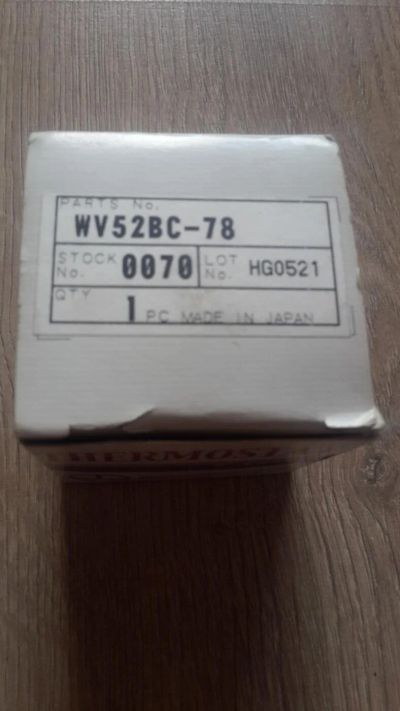 PARTS No.
WV52BC-78
STOCK No. 0070 LOT No. HG0521
QTY 1 PC MADE IN JAPAN